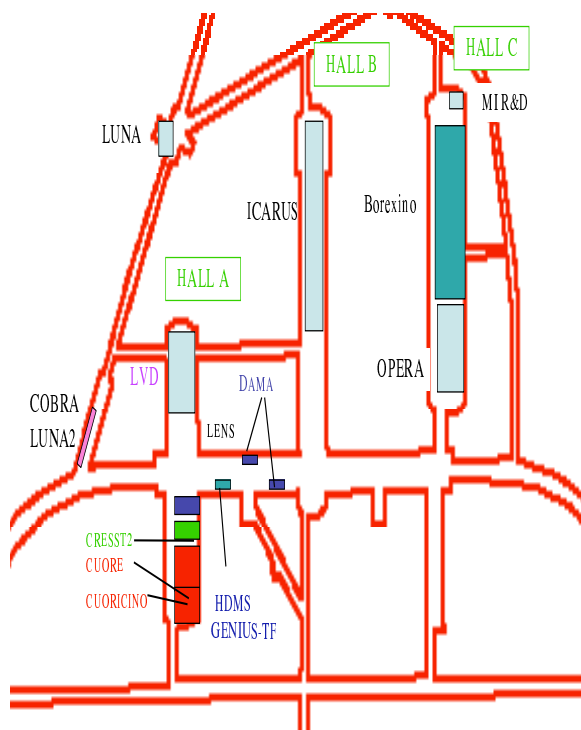 HALL B
HALL C
MI R&D
LUNA
ICARUS
Borexino
HALL A
LVD
DAMA
OPERA
COBRA
LUNA2
LENS
CRESST2
CUORE
CUORICINO
HDMS
GENIUS-TF